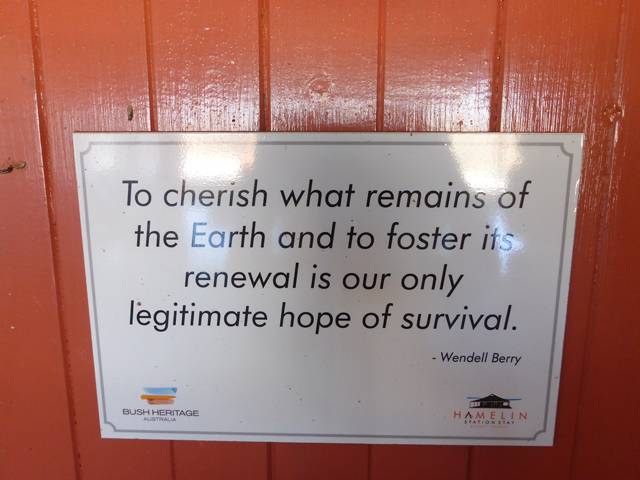 To cherish what remains of
the Earth and to foster its
renewal is our only
legitimate hope of survival.
- Wendell Berry
BUSH HERITAGE
AUSTRALIA
HAMELIN
STATION STAY